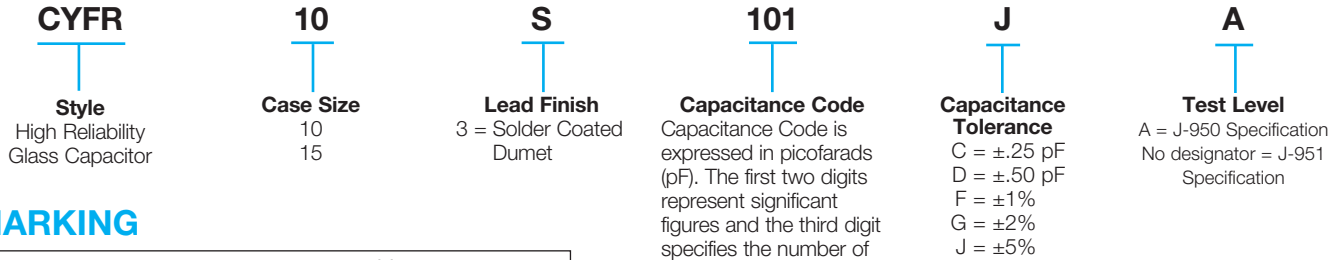 CYFR 10 S 101 J A
Style
High Reliability
Glass Capacitor
Case Size
10
15
Lead Finish
3 = Solder Coated
Dumet
Capacitance Code
Capacitance Code is
expressed in picofarads
(pF). The first two digits
represent significant
figures and the third digit
specifies the number of
Capacitance
Tolerance
C = ±.25 pF
D = ±.50 pF
F = ±1%
G = ±2%
J = ±5%
Test Level
A = J-950 Specification
No designator = J-951
Specification
ARKING